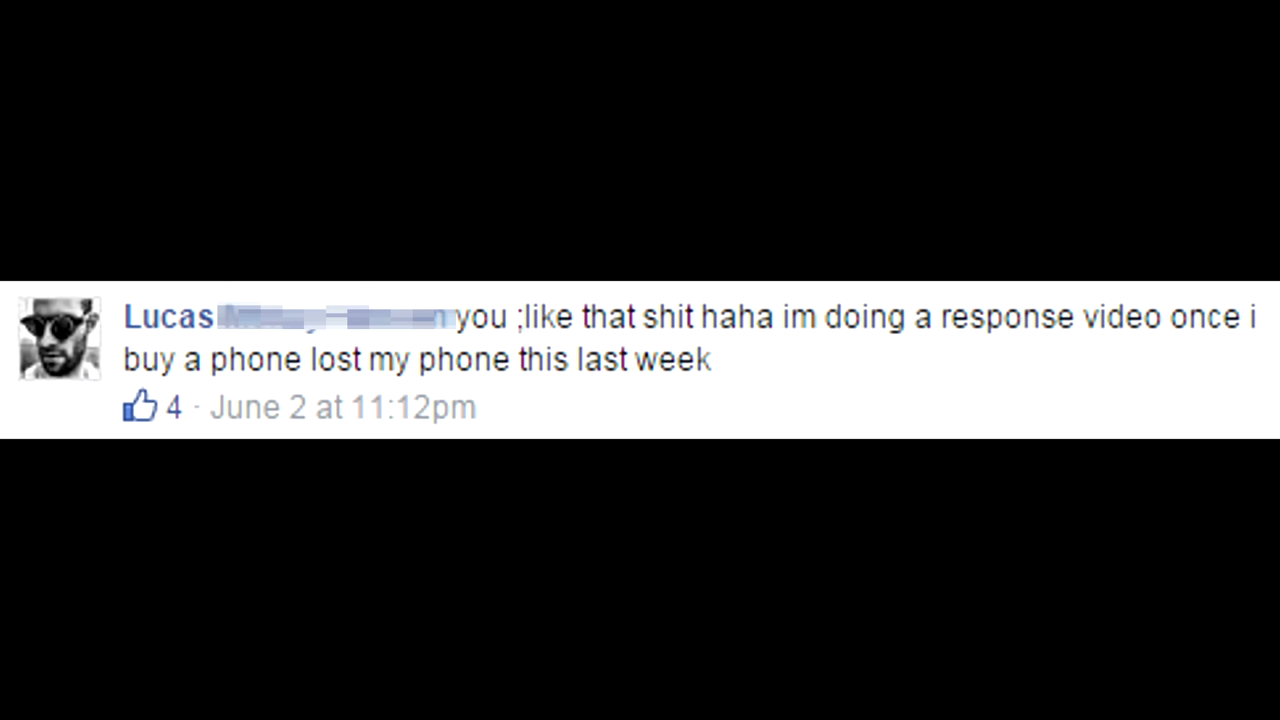 Lucas you ;like that shit haha im doing a response video once i
buy a phone lost my phone this last week
4 · June 2 at 11:12pm